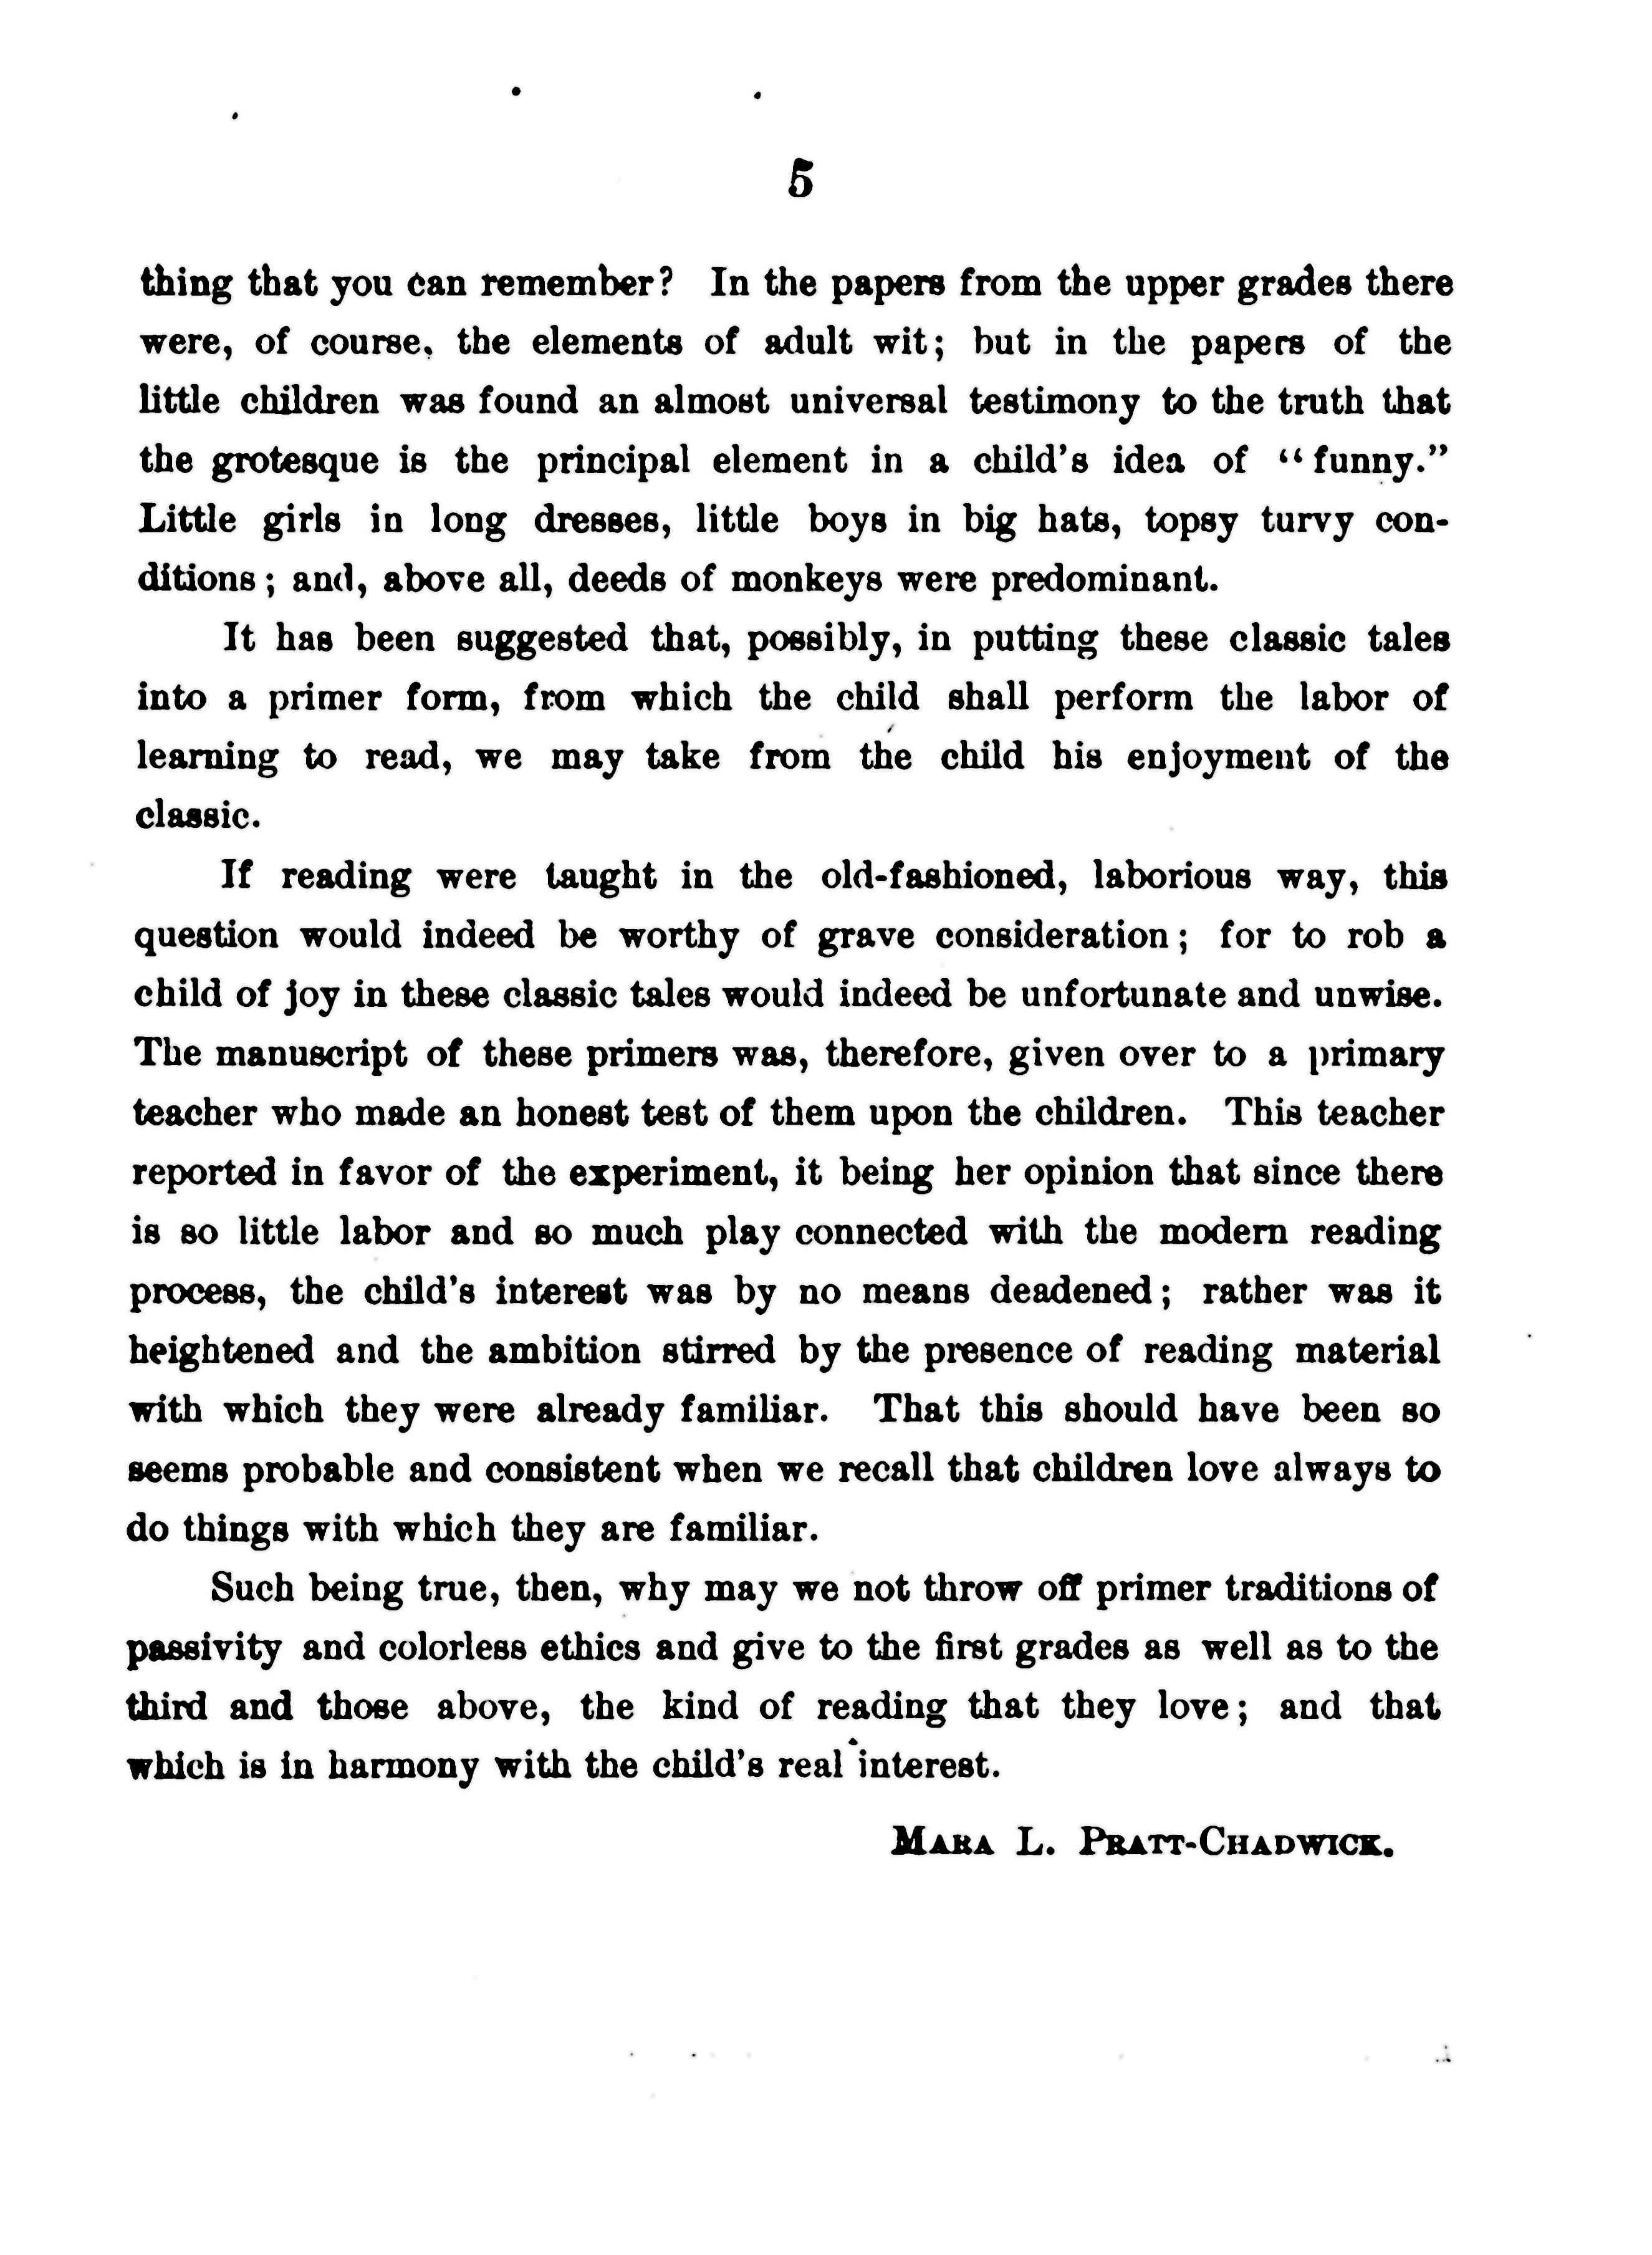 5
thing that you can remember? In the papers from the upper grades there
were, of course, the elements of adult wit; but in the papers of the
little children was found an almost universal testimony to the truth that
the grotesque is the principal element in a child's idea of “funny.”
Little girls in long dresses, little boys in big hats, topsy turvy con-
ditions; and, above all, deeds of monkeys were predominant.
It has been suggested that, possibly, in putting these classic tales
into a primer form, from which the child shall perform the labor of
learning to read, we may take from the child his enjoyment of the
classic.
If reading were taught in the old-fashioned, laborious way, this
question would indeed be worthy of grave consideration; for to rob a
child of joy in these classic tales would indeed be unfortunate and unwise.
The manuscript of these primers was, therefore, given over to a primary
teacher who made an honest test of them upon the children. This teacher
reported in favor of the experiment, it being her opinion that since there
is so little labor and so much play connected with the modern reading
process, the child's interest was by no means deadened; rather was it
heightened and the ambition stirred by the presence of reading material
with which they were already familiar. That this should have been so
seems probable and consistent when we recall that children love always to
do things with which they are familiar.
Such being true, then, why may we not throw off primer traditions of
passivity and colorless ethics and give to the first grades as well as to the
third and those above, the kind of reading that they love; and that
which is in harmony with the child's real interest.
MARA L. PRATT-CHADWICK.